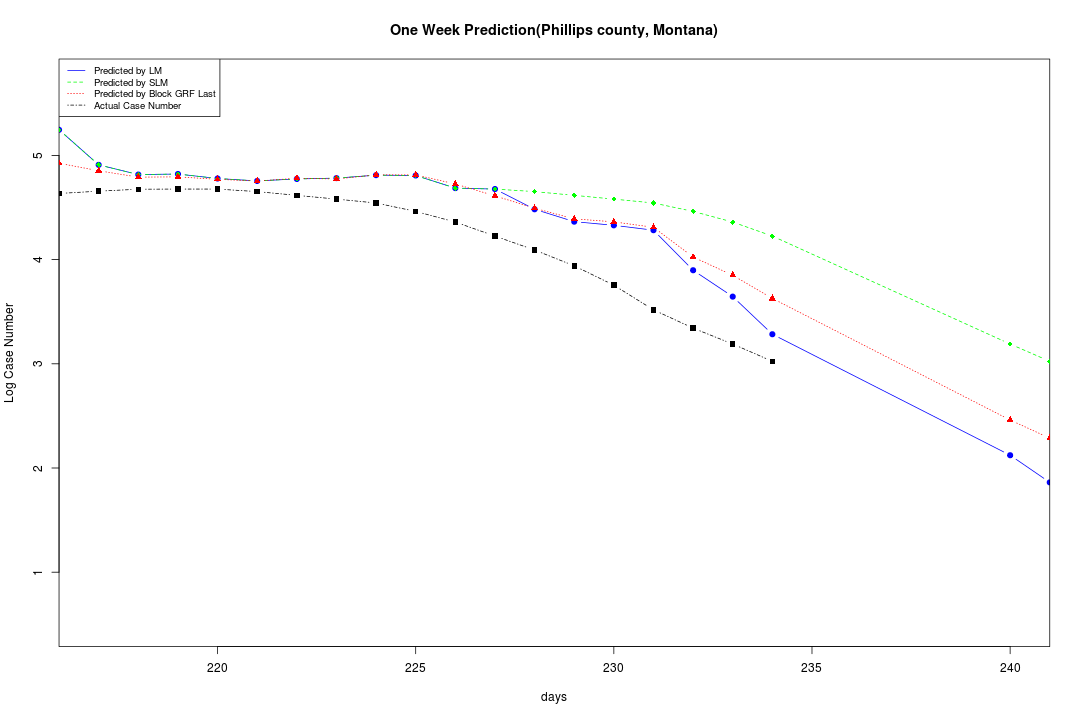 One Week Prediction(Phillips county, Montana)
Predicted by LM
Predicted by SLM
Predicted by Block GRF Last
Actual Case Number
5
4
3
2
1
Log Case Number
220
225
230
235
240
days